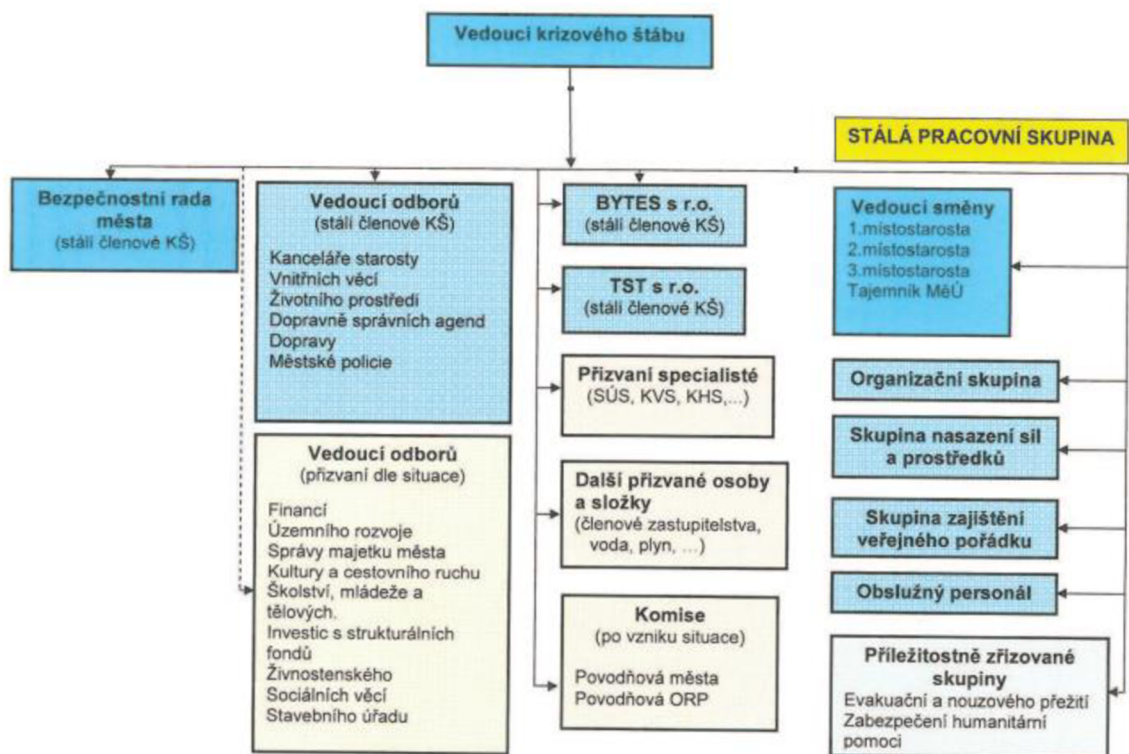 Vedoucí krizového štábu
STÁLÁ PRACOVNÍ SKUPINA
Bezpečnostní rada
města
(stálí členové KŠ)
Vedoucí odborů
(stálí členové KŠ)
Kanceláře starosty
Vnitřních věcí
Životního prostředí
Dopravně správních agend
Dopravy
Městské policie
Vedoucí odborů
(přizvaní dle situace)
Financí
Územního rozvoje
Správy majetku města
Kultury a cestovního ruchu
Školství, mládeže a
tělových.
Investic s strukturálních
fondů
Živnostenského
Sociálních věcí
Stavebního úřadu
BYTES s r.o.
(stálí členové KŠ)
TST s r.o.
(stálí členové KŠ)
Přizvaní specialisté
(SÚS, KVS, KHS,...)
Další přizvané osoby
a složky
(členové zastupitelstva,
voda, plyn, ...)
Komise
(po vzniku situace)
Povodňová města
Povodňová ORP
Vedoucí směny
1.místostarosta
2.místostarosta
3.místostarosta
Tajemník MěÚ
Organizační skupina
Skupina nasazení sil
a prostředků
Skupina zajištění
veřejného pořádku
Obslužný personál
Příležitostně zřizované
skupiny
Evakuační a nouzového přežití
Zabezpečení humanitární
pomoci